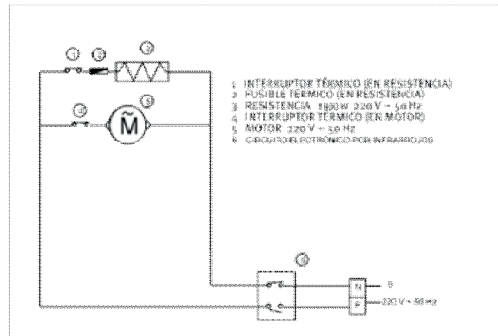 1 2 3
4 5
M
1 INTERRUPTOR TÉRMICO (EN RESISTENCIA)
2 FUSIBLE TÉRMICO (EN RESISTENCIA)
3 RESISTENCIA 1900W 220 V ~ 50 Hz
4 INTERRUPTOR TÉRMICO (EN MOTOR)
5 MOTOR 220 V ~ 50 Hz
6 CIRCUITO ELECTRÓNICO POR INFRARROJOS
6
N 0
F 220 V ~ 50 Hz